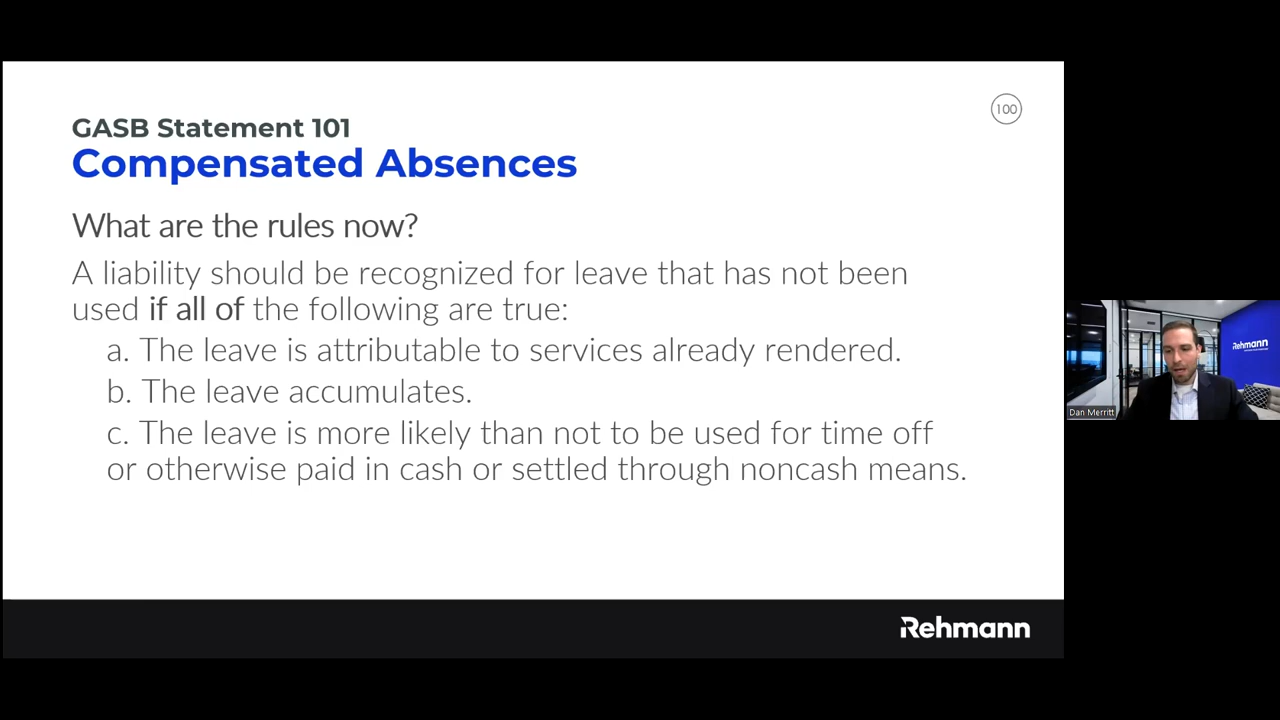 100
GASB Statement 101
Compensated Absences
What are the rules now?
A liability should be recognized for leave that has not been
used if all of the following are true:
a. The leave is attributable to services already rendered.
b. The leave accumulates.
c. The leave is more likely than not to be used for time off
or otherwise paid in cash or settled through noncash means.
Rehmann
Rehmann
Dan Merritt